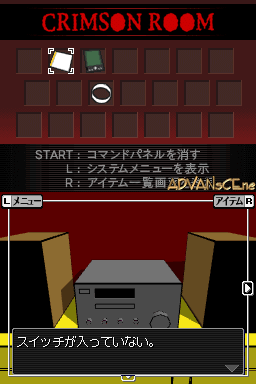 CRIMSON ROOM
START：コマンドパネルを消す
L：システムメニューを表示
R：アイテム一覧画
ADVANsCEne
L メニュー
アイテム R
スイッチが入っていない。